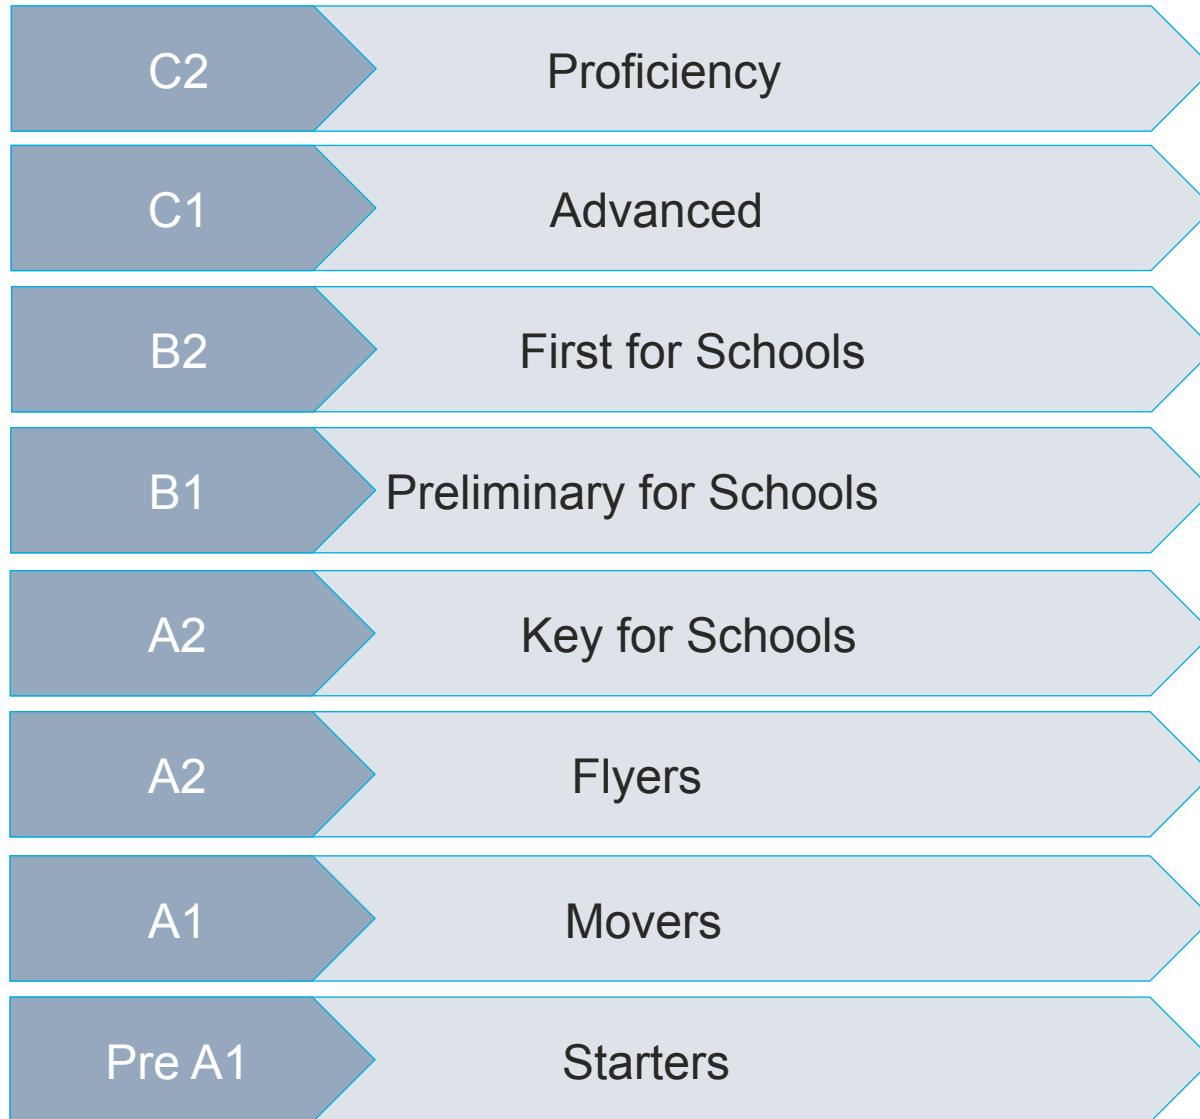 C2 Proficiency
C1 Advanced
B2 First for Schools
B1 Preliminary for Schools
A2 Key for Schools
A2 Flyers
A1 Movers
Pre A1 Starters